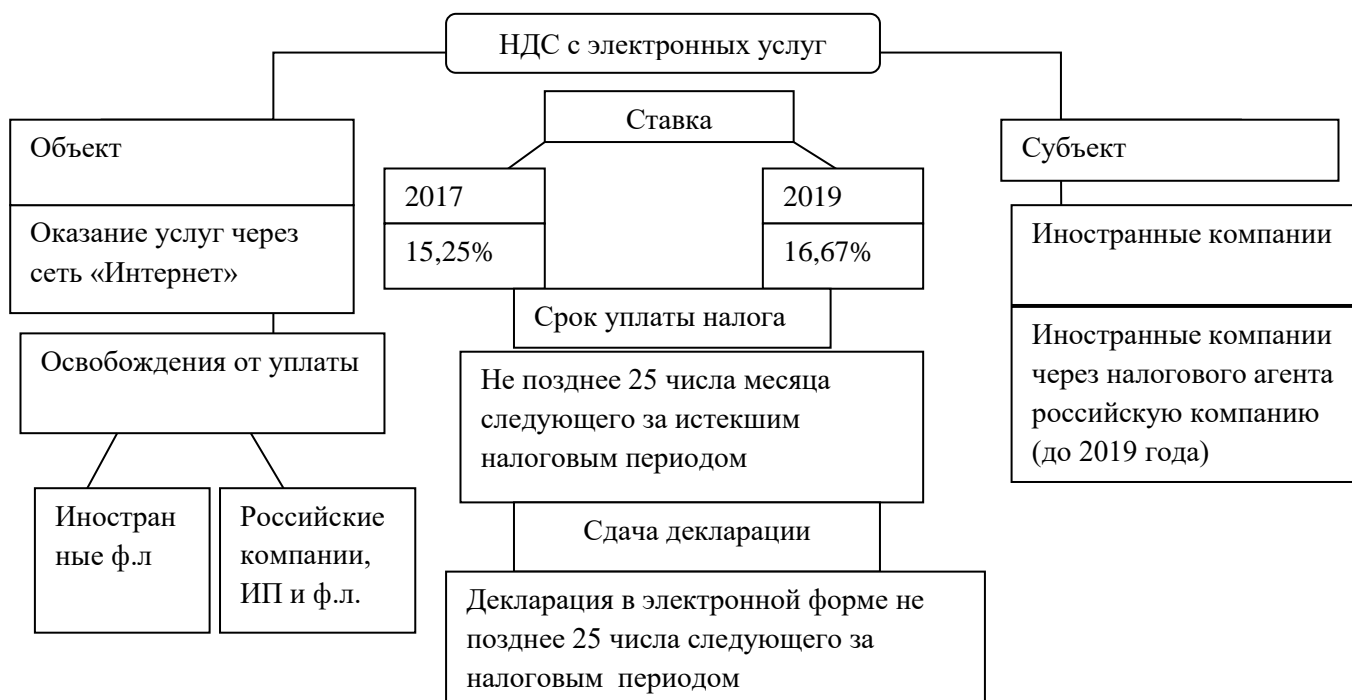 НДС с электронных услуг
Объект
Оказание услуг через
сеть «Интернет»
Освобождения от уплаты
Иностран
ные ф.л
Российские
компании,
ИП и ф.л.
Ставка
2017
15,25%
2019
16,67%
Срок уплаты налога
Не позднее 25 числа месяца
следующего за истекшим
налоговым периодом
Сдача декларации
Декларация в электронной форме не
позднее 25 числа следующего за
налоговым периодом
Субъект
Иностранные компании
Иностранные компании
через налогового агента
российскую компанию
(до 2019 года)